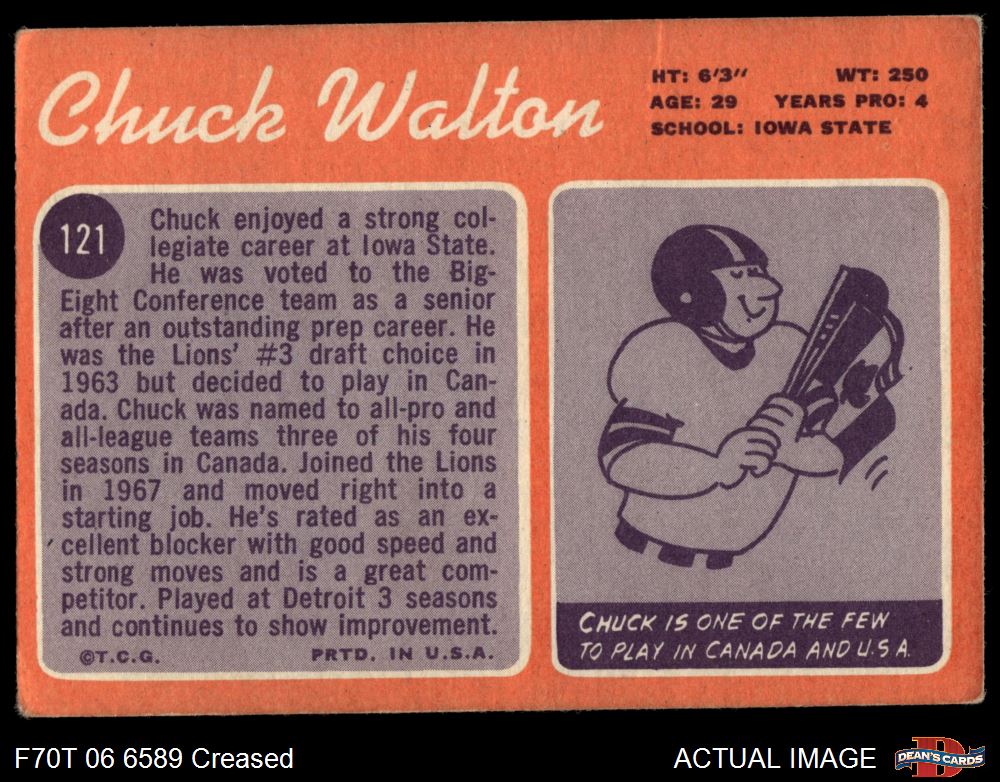 Chuck Walton
HT: 6'3" WT: 250
AGE: 29 YEARS PRO: 4
SCHOOL: IOWA STATE
121
Chuck enjoyed a strong col-
legiate career at Iowa State.
He was voted to the Big-
Eight Conference team as a senior
after an outstanding prep career. He
was the Lions' #3 draft choice in
1963 but decided to play in Can-
ada. Chuck was named to all-pro and
all-league teams three of his four
seasons in Canada. Joined the Lions
in 1967 and moved right into a
starting job. He's rated as an ex-
cellent blocker with good speed and
strong moves and is a great com-
petitor. Played at Detroit 3 seasons
and continues to show improvement.
©T.C.G. PRTD. IN U.S.A.
CHUCK IS ONE OF THE FEW
TO PLAY IN CANADA AND U.S A.
F70T 06 6589 Creased
ACTUAL IMAGE
D
DEAN'S CARDS